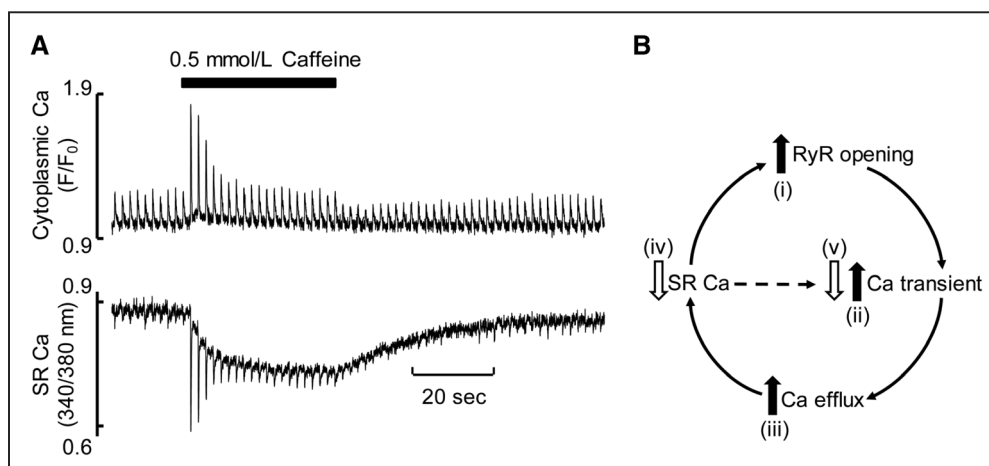 A
0.5 mmol/L Caffeine
1.9
Cytoplasmic Ca
(F/F₀)
0.9
0.9
SR Ca
(340/380 nm)
0.6
20 sec
B
RyR opening
(i)
(iv)
SR Ca
(v)
Ca transient
(ii)
Ca efflux
(iii)